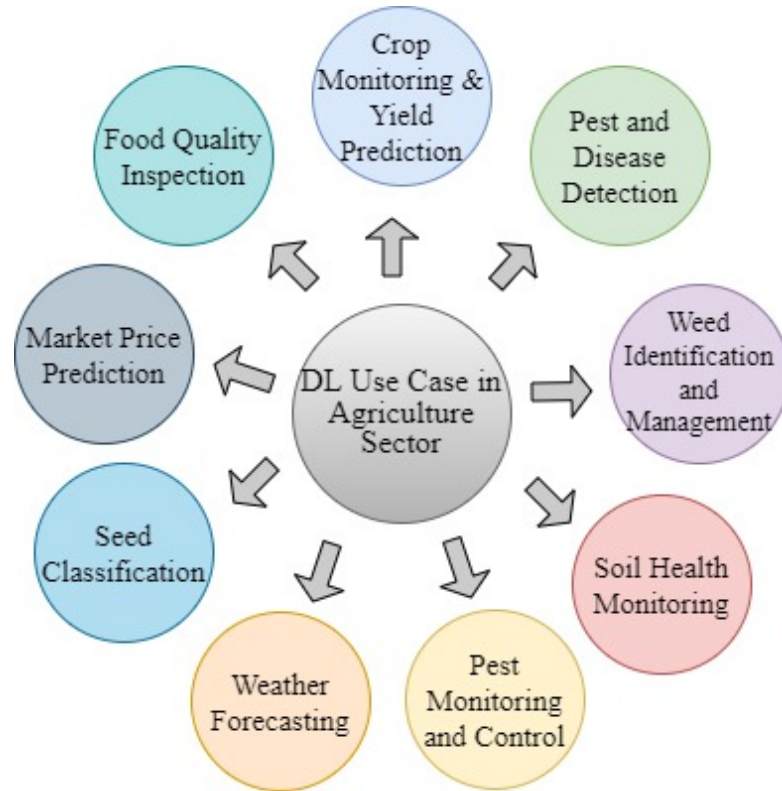 Crop
Monitoring &
Yield
Prediction
Pest and
Disease
Detection
Weed
Identification
and
Management
Soil Health
Monitoring
Pest
Monitoring
and Control
Weather
Forecasting
Seed
Classification
Market Price
Prediction
Food Quality
Inspection
DL Use Case in
Agriculture
Sector